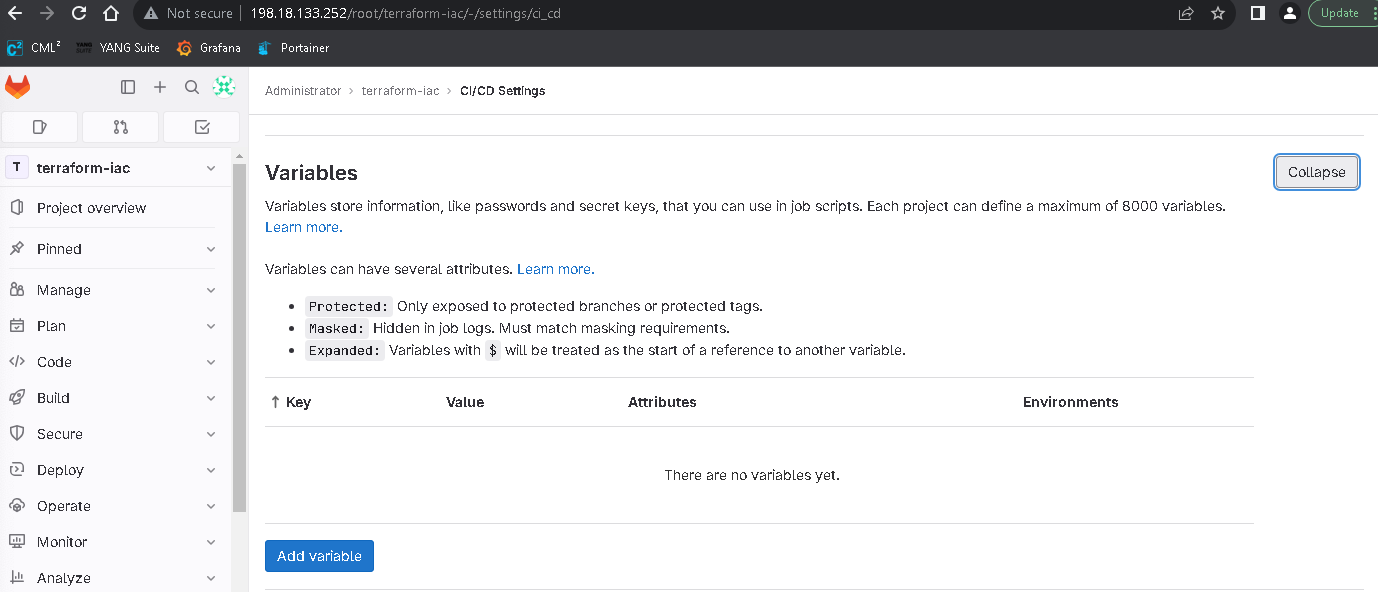 Not secure | 198.18.133.252/root/terraform-iac/-/settings/ci_cd
Update
CML²
YANG Suite
Grafana
Portainer
Administrator › terraform-iac › CI/CD Settings
T terraform-iac
Project overview
Pinned
Manage
Plan
Code
Build
Secure
Deploy
Operate
Monitor
Analyze
Variables
Collapse
Variables store information, like passwords and secret keys, that you can use in job scripts. Each project can define a maximum of 8000 variables.
Learn more.
Variables can have several attributes. Learn more.
• Protected: Only exposed to protected branches or protected tags.
• Masked: Hidden in job logs. Must match masking requirements.
• Expanded: Variables with $ will be treated as the start of a reference to another variable.
↑ Key Value Attributes Environments
There are no variables yet.
Add variable